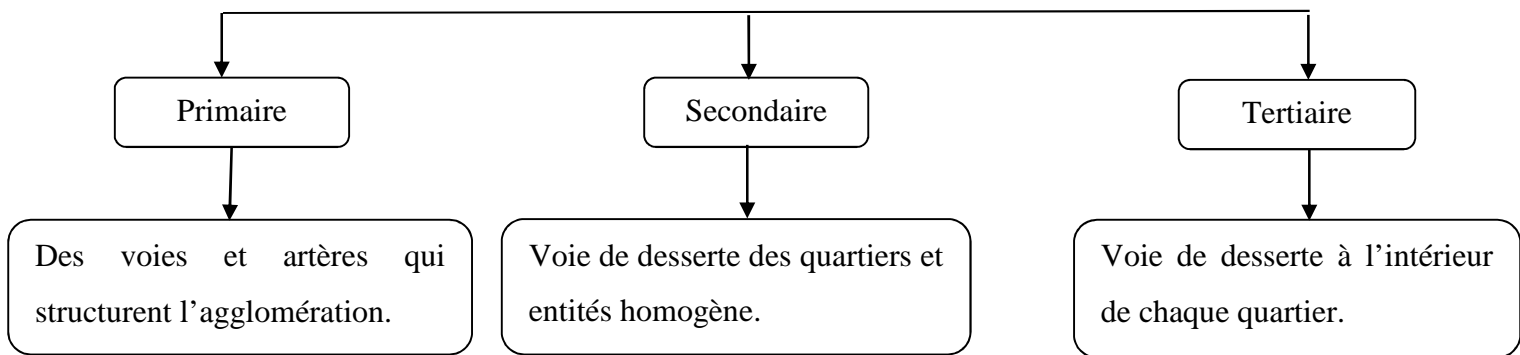 Primaire
Secondaire
Tertiaire
Des voies et artères qui
structurent l’agglomération.
Voie de desserte des quartiers et
entités homogène.
Voie de desserte à l’intérieur
de chaque quartier.